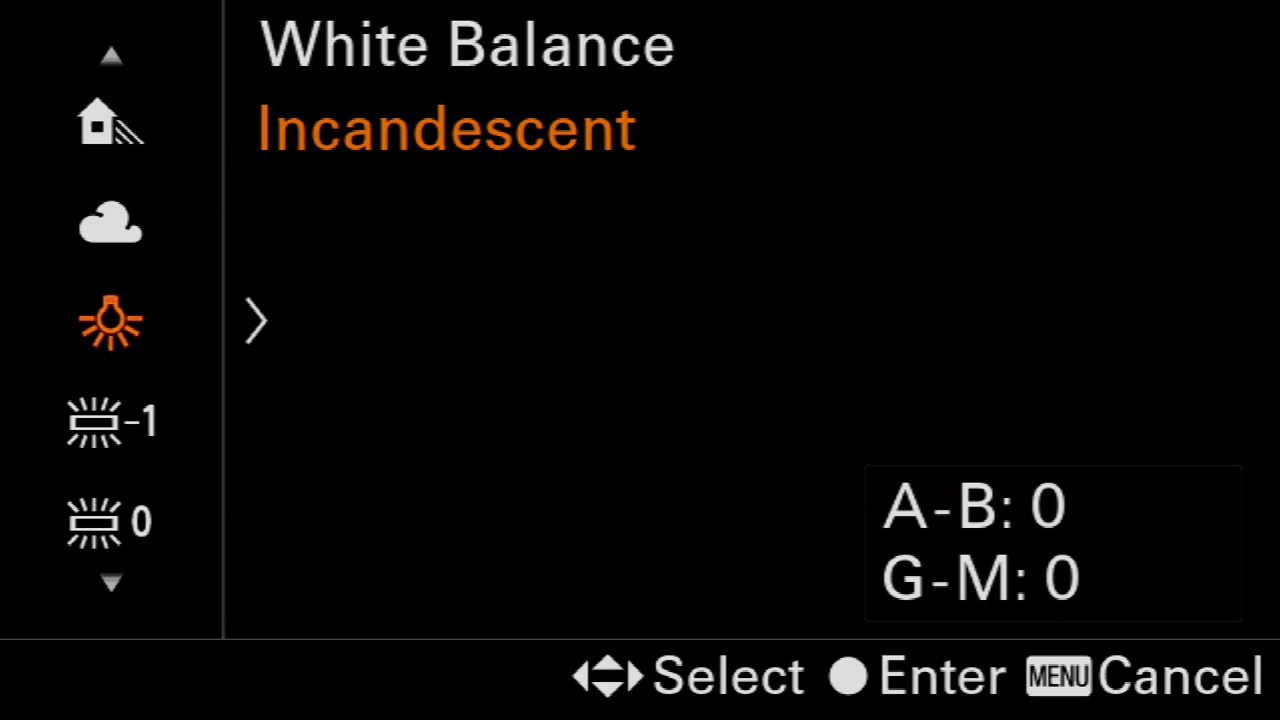 White Balance
Incandescent
-1
0
A-B: 0
G-M: 0
Select Enter MENU Cancel